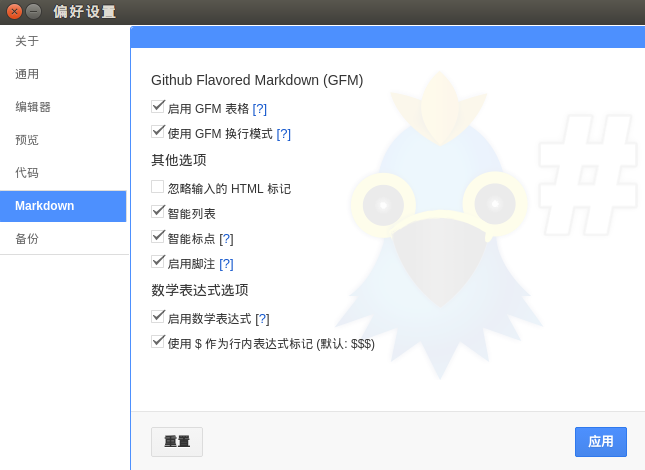 偏好设置
关于
通用
编辑器
预览
代码
Markdown
备份
Github Flavored Markdown (GFM)
启用 GFM 表格 [?]
使用 GFM 换行模式 [?]
其他选项
忽略输入的 HTML 标记
智能列表
智能标点 [?]
启用脚注 [?]
数学表达式选项
启用数学表达式 [?]
使用 $ 作为行内表达式标记 (默认: $$$)
#
重置
应用